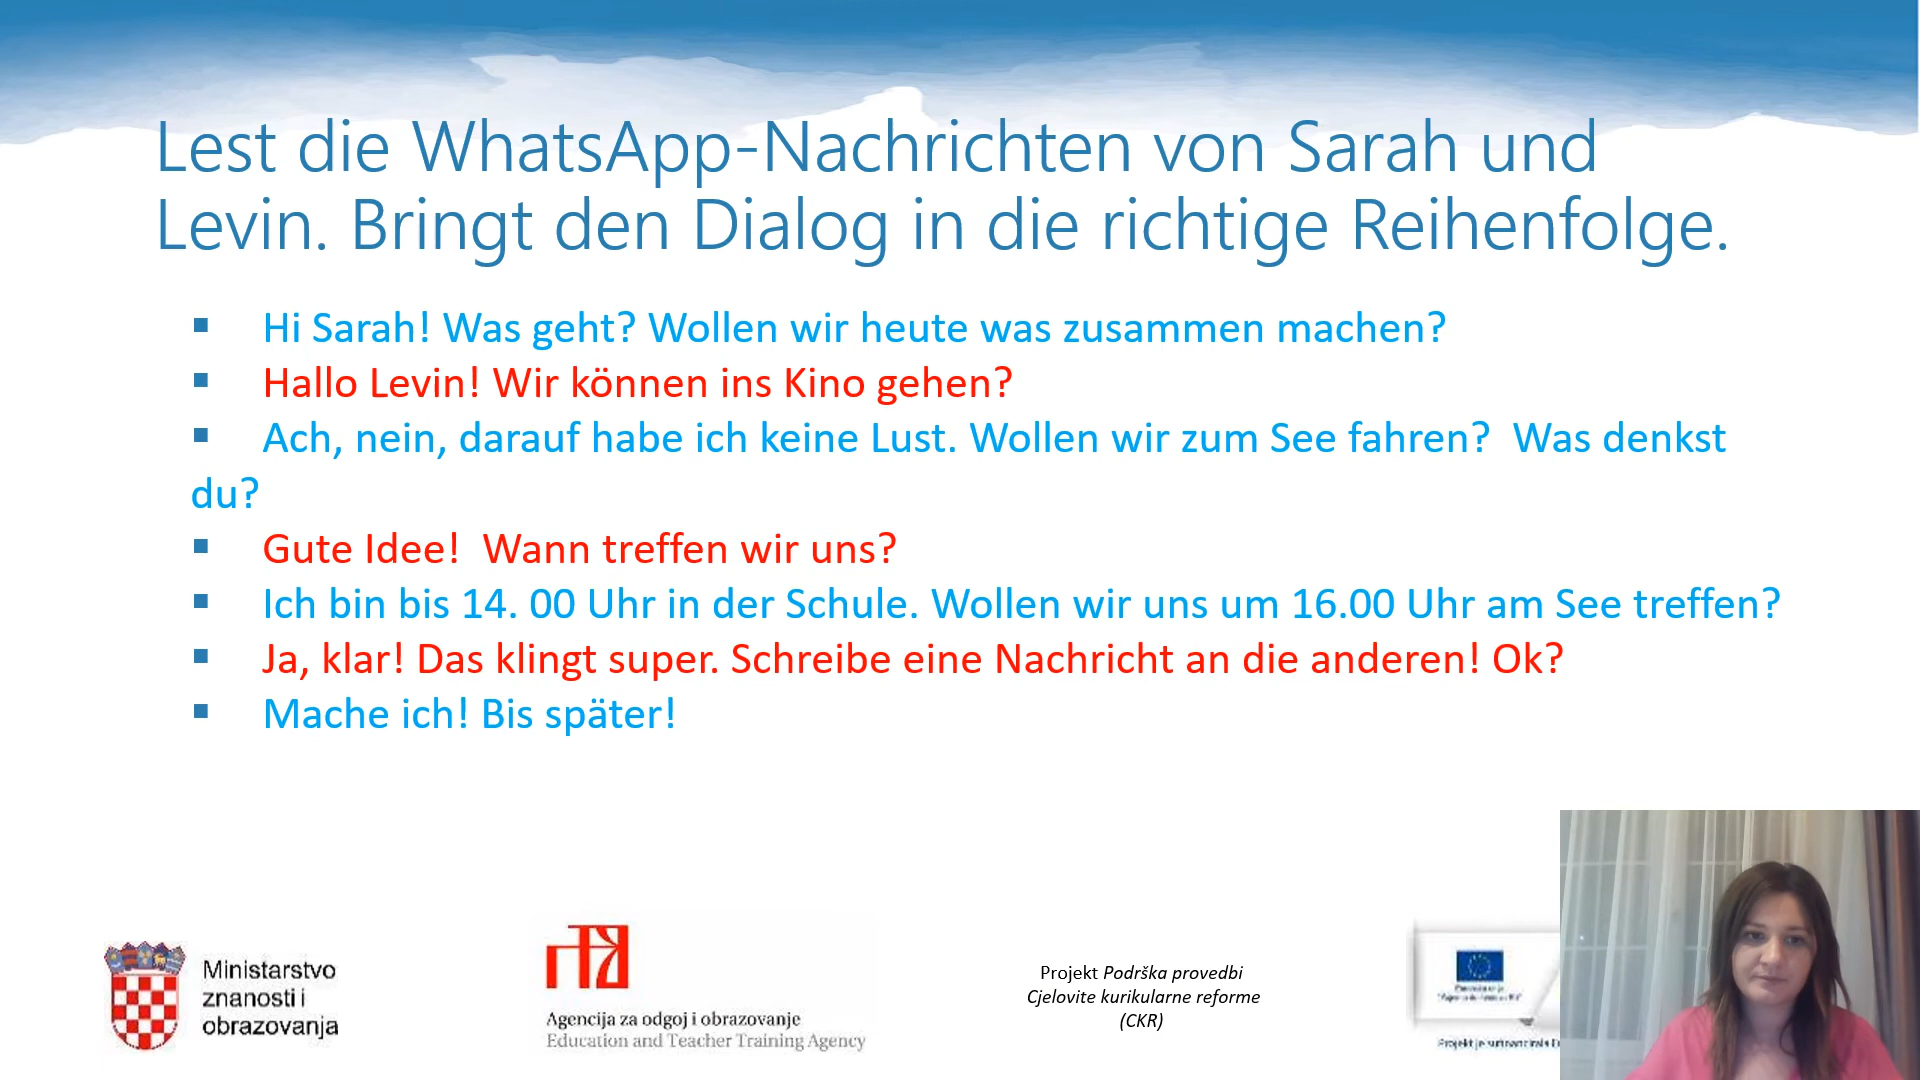 Lest die WhatsApp-Nachrichten von Sarah und
Levin. Bringt den Dialog in die richtige Reihenfolge.
Hi Sarah! Was geht? Wollen wir heute was zusammen machen?
Hallo Levin! Wir können ins Kino gehen?
Ach, nein, darauf habe ich keine Lust. Wollen wir zum See fahren?  Was denkst
du?
Gute Idee!  Wann treffen wir uns?
Ich bin bis 14. 00 Uhr in der Schule. Wollen wir uns um 16.00 Uhr am See treffen?
Ja, klar! Das klingt super. Schreibe eine Nachricht an die anderen! Ok?
Mache ich! Bis später!
Ministarstvo
znanosti i
obrazovanja
Agencija za odgoj i obrazovanje
Education and Teacher Training Agency
Projekt Podrška provedbi
Cjelovite kurikularne reforme
(CKR)
Projekt je sufinancirala